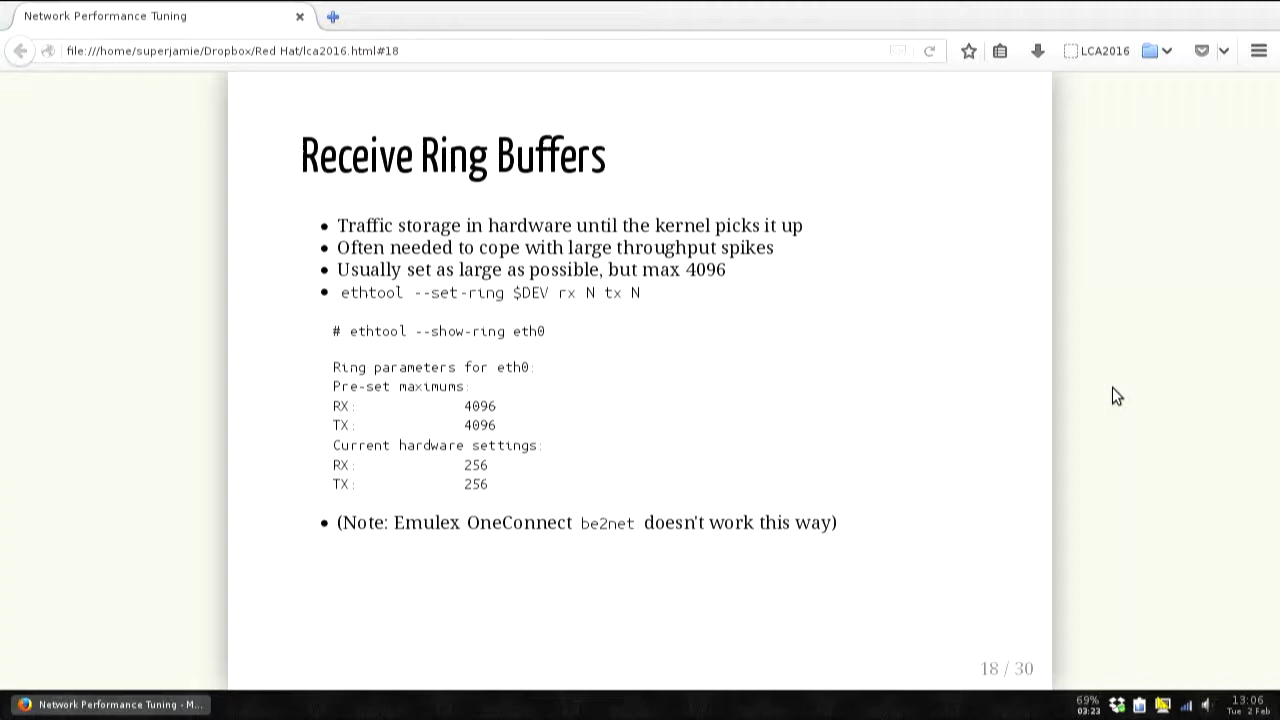 Network Performance Tuning
file:///home/superjamie/Dropbox/Red Hat/lca2016.html#18
LCA2016
Receive Ring Buffers
• Traffic storage in hardware until the kernel picks it up
• Often needed to cope with large throughput spikes
• Usually set as large as possible, but max 4096
• ethtool --set-ring $DEV rx N tx N
# ethtool --show-ring eth0
Ring parameters for eth0:
Pre-set maximums:
RX: 4096
TX: 4096
Current hardware settings:
RX: 256
TX: 256
• (Note: Emulex OneConnect be2net doesn't work this way)
18 / 30
Network Performance Tuning - M...
69%
03:23
13:06
Tue 2 Feb